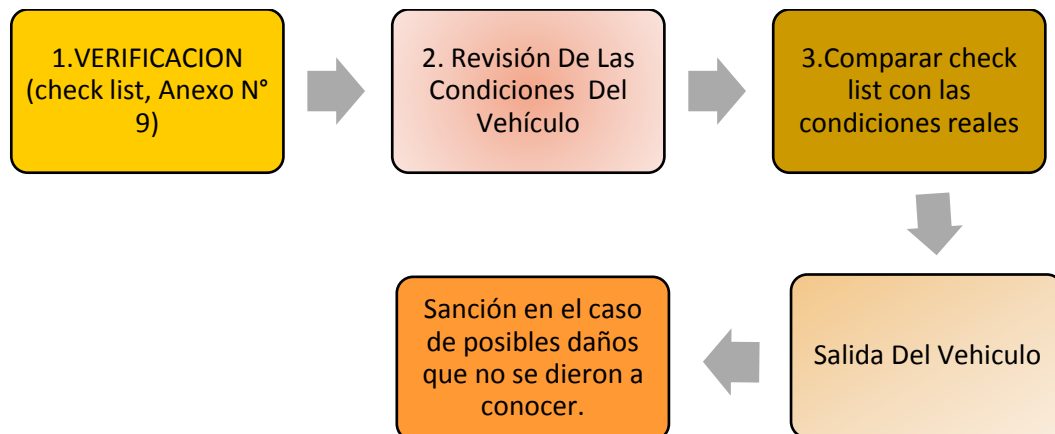 1.VERIFICACION
(check list, Anexo N°
9)
2. Revisión De Las
Condiciones Del
Vehículo
3.Comparar check
list con las
condiciones reales
Salida Del Vehiculo
Sanción en el caso
de posibles daños
que no se dieron a
conocer.